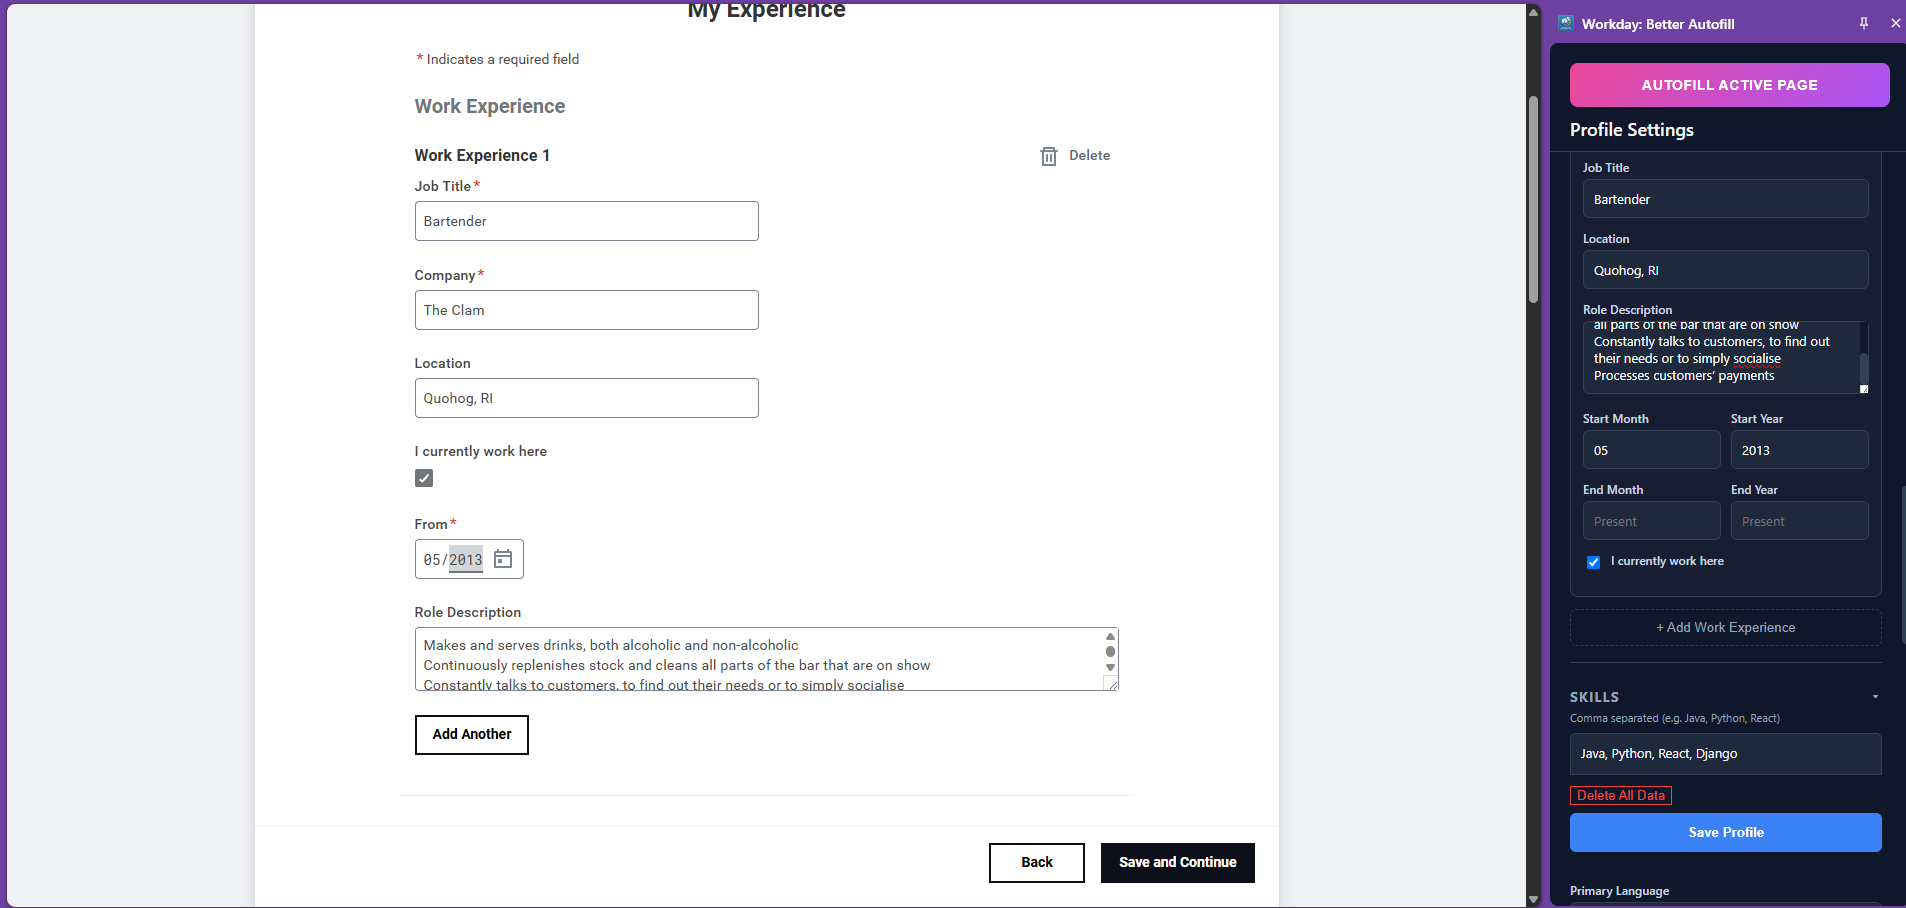 My Experience
* Indicates a required field
Work Experience
Work Experience 1
Delete
Job Title*
Bartender
Company*
The Clam
Location
Quohog, RI
I currently work here
From*
05/2013
Role Description
Makes and serves drinks, both alcoholic and non-alcoholic
Continuously replenishes stock and cleans all parts of the bar that are on show
Constantly talks to customers, to find out their needs or to simply socialise
Add Another
Back
Save and Continue
Workday: Better Autofill
AUTOFILL ACTIVE PAGE
Profile Settings
Job Title
Bartender
Location
Quohog, RI
Role Description
all parts of the bar that are on show
Constantly talks to customers, to find out
their needs or to simply socialise
Processes customers’ payments
Start Month
Start Year
05
2013
End Month
End Year
Present
Present
I currently work here
+ Add Work Experience
SKILLS
Comma separated (e.g. Java, Python, React)
Java, Python, React, Django
Delete All Data
Save Profile
Primary Language